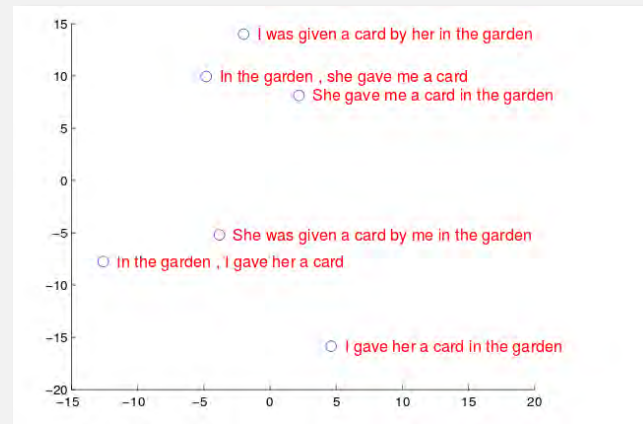 15
I was given a card by her in the garden
10
In the garden , she gave me a card
She gave me a card in the garden
5
0
−5
She was given a card by me in the garden
In the garden , I gave her a card
−10
−15
I gave her a card in the garden
−20
−15 −10 −5 0 5 10 15 20